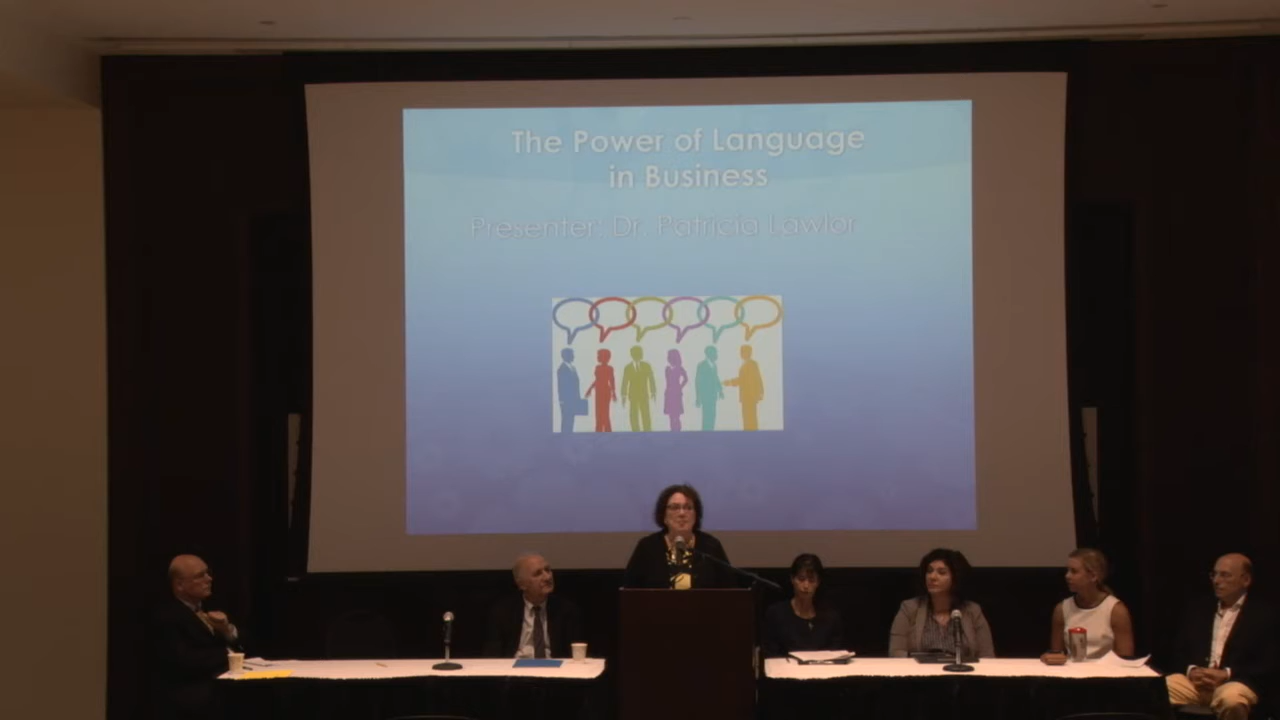 The Power of Language
in Business
Presenter: Dr. Patricia Lawlor